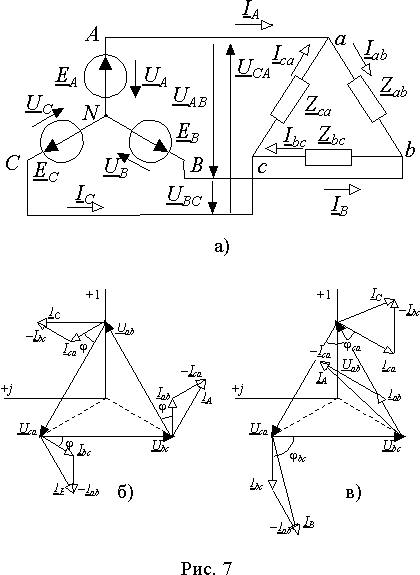 I_A
A
a
E_A
U_A
U_CA
I_ca
I_ab
U_C
N
U_AB
Z_ca
Z_ab
E_B
I_bc
Z_bc
C
E_C
U_B
B
c
b
I_C
U_BC
I_B
а)
+1
+1
I_C
-I_bc
I_ca
φ
U_ab
I_C
-I_bc
φ_ca
-I_ca
I_ca
U_ab
-I_ca
I_ab
φ
I_A
I_A
I_ab
+j
+j
U_ca
φ
I_bc
U_bc
U_ca
φ_bc
U_bc
I_B
-I_ab
I_bc
-I_ab
I_B
б)
в)
Рис. 7